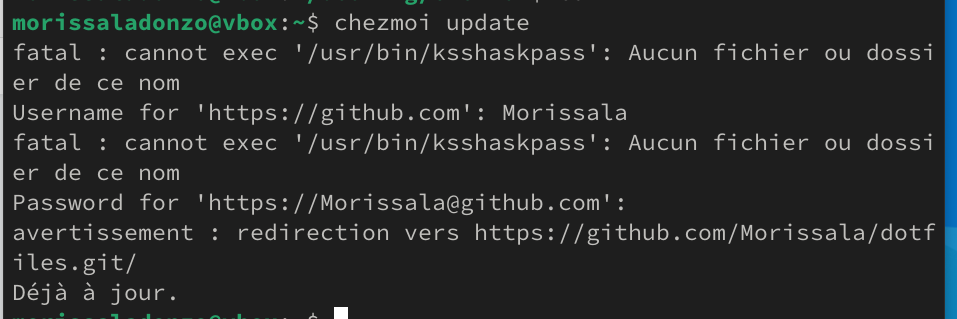 morissaladonzo@vbox:~$ chezmoi update
fatal : cannot exec '/usr/bin/ksshaskpass': Aucun fichier ou dossi
er de ce nom
Username for 'https://github.com': Morissala
fatal : cannot exec '/usr/bin/ksshaskpass': Aucun fichier ou dossi
er de ce nom
Password for 'https://Morissala@github.com':
avertissement : redirection vers https://github.com/Morissala/dotf
iles.git/
Déjà à jour.
morissaladonzo@vbox:~$